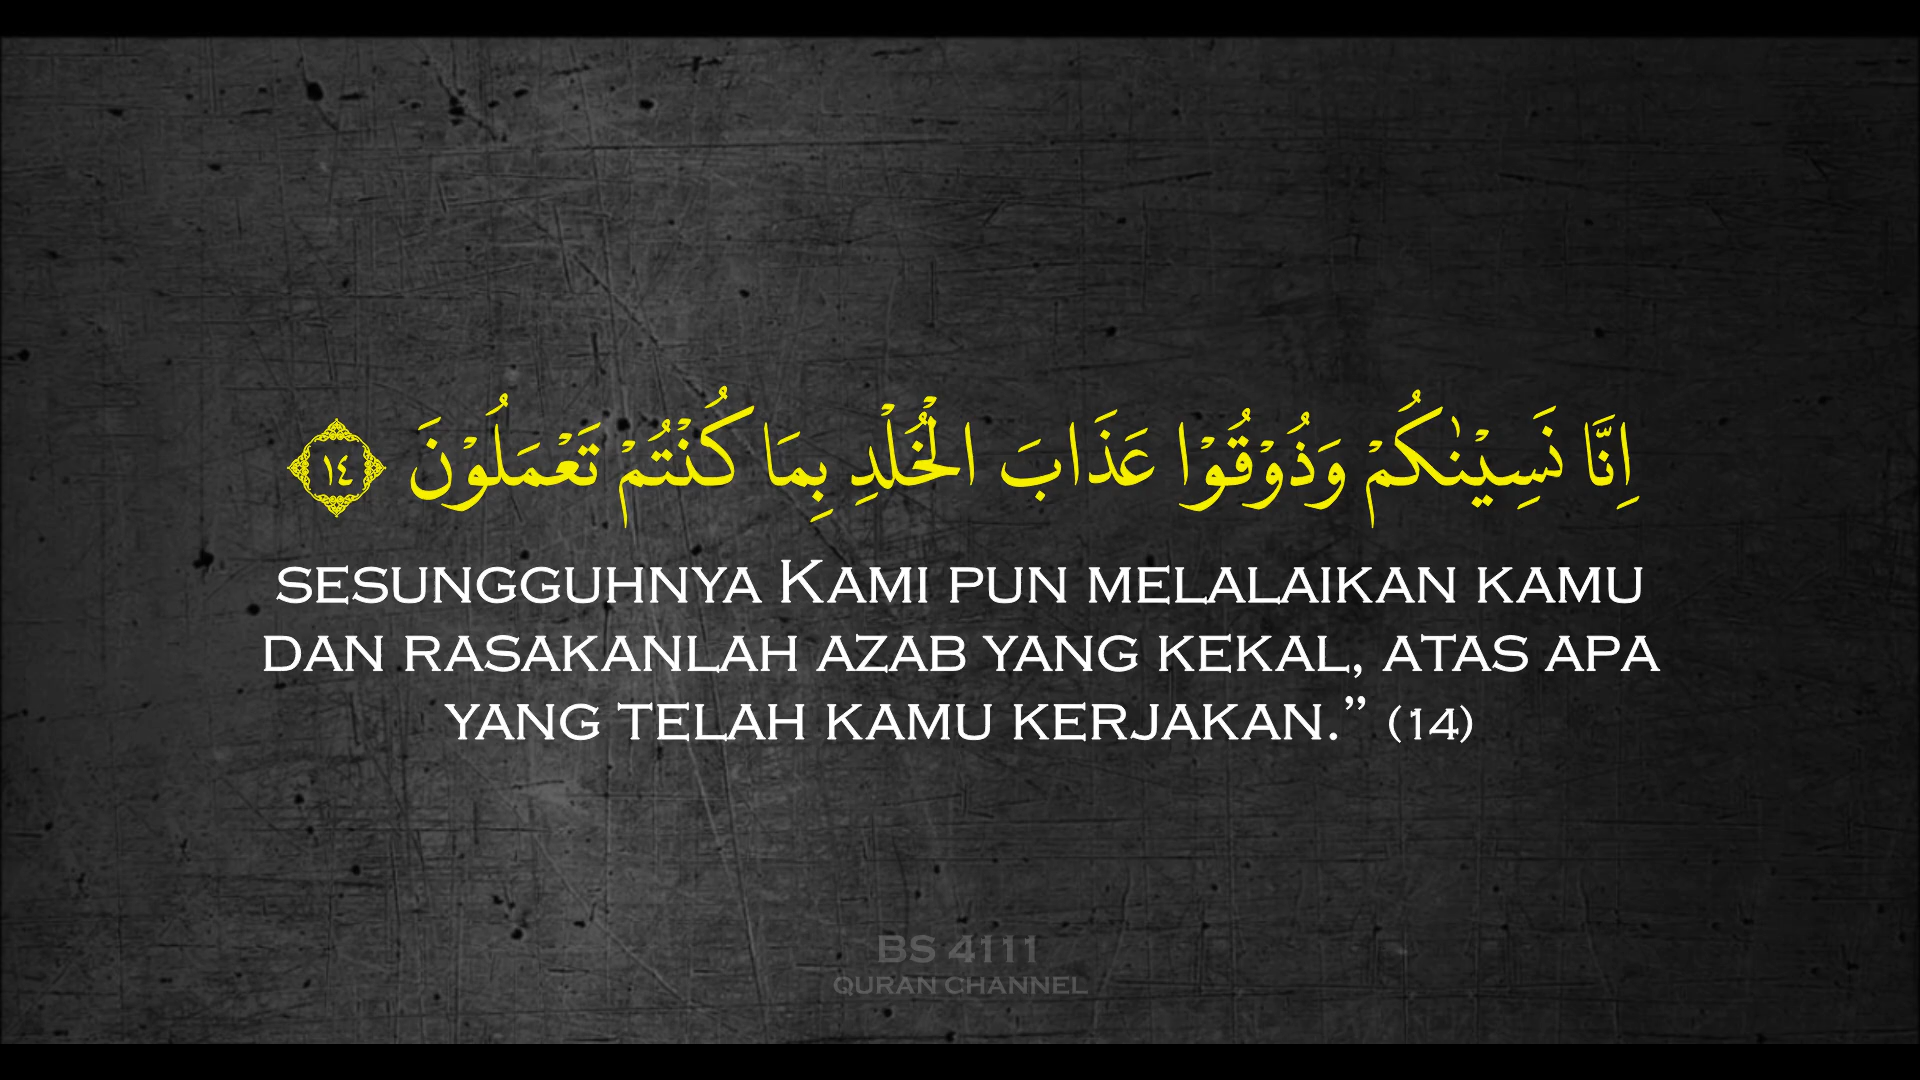 اِنَّا نَسِيْنٰكُمْ وَذُوْقُوْا عَذَابَ الْخُلْدِ بِمَا كُنْتُمْ تَعْمَلُوْنَ ١٤
SESUNGGUHNYA KAMI PUN MELALAIKAN KAMU
DAN RASAKANLAH AZAB YANG KEKAL, ATAS APA
YANG TELAH KAMU KERJAKAN.” (14)
BS 4111
QURAN CHANNEL